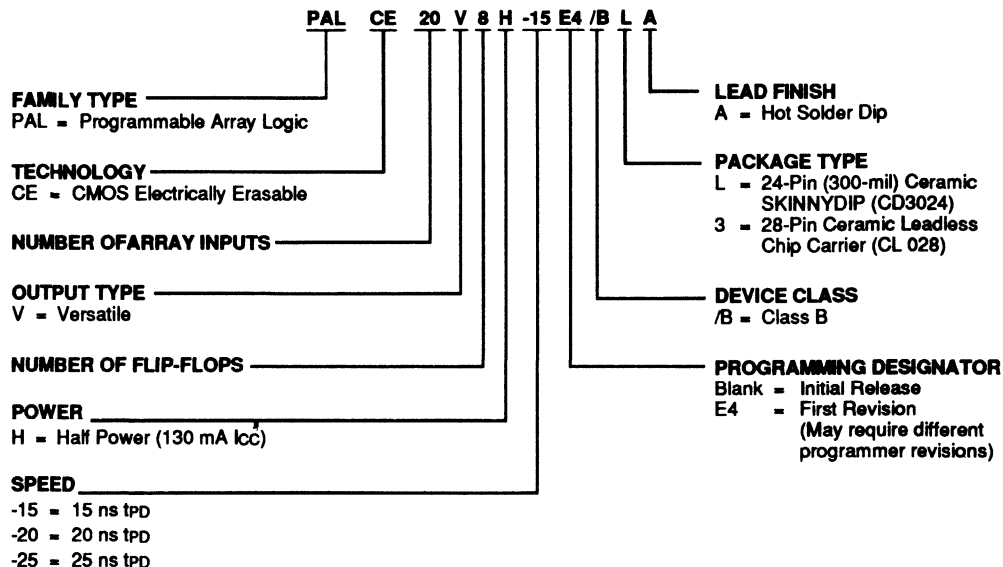 PAL CE 20 V 8 H -15 E4 /B L A
FAMILY TYPE
PAL = Programmable Array Logic
TECHNOLOGY
CE = CMOS Electrically Erasable
NUMBER OFARRAY INPUTS
OUTPUT TYPE
V = Versatile
NUMBER OF FLIP-FLOPS
POWER
H = Half Power (130 mA Icc)
SPEED
-15 = 15 ns tPD
-20 = 20 ns tPD
-25 = 25 ns tPD
LEAD FINISH
A = Hot Solder Dip
PACKAGE TYPE
L = 24-Pin (300-mil) Ceramic
SKINNYDIP (CD3024)
3 = 28-Pin Ceramic Leadless
Chip Carrier (CL 028)
DEVICE CLASS
/B = Class B
PROGRAMMING DESIGNATOR
Blank = Initial Release
E4 = First Revision
(May require different
programmer revisions)